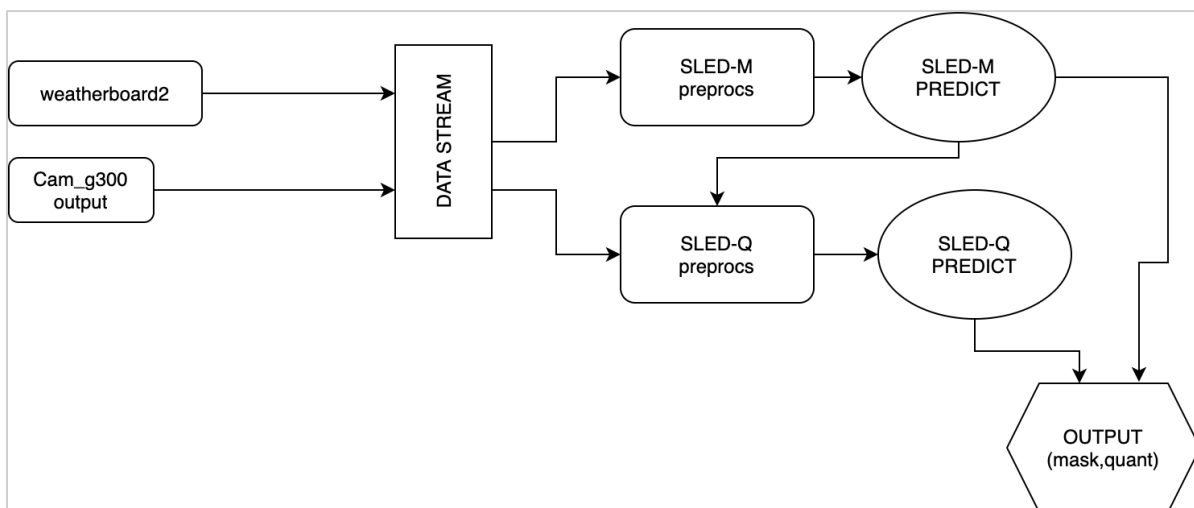 weatherboard2
Cam_g300
output
DATA STREAM
SLED-M
preprocs
SLED-M
PREDICT
SLED-Q
preprocs
SLED-Q
PREDICT
OUTPUT
(mask,quant)